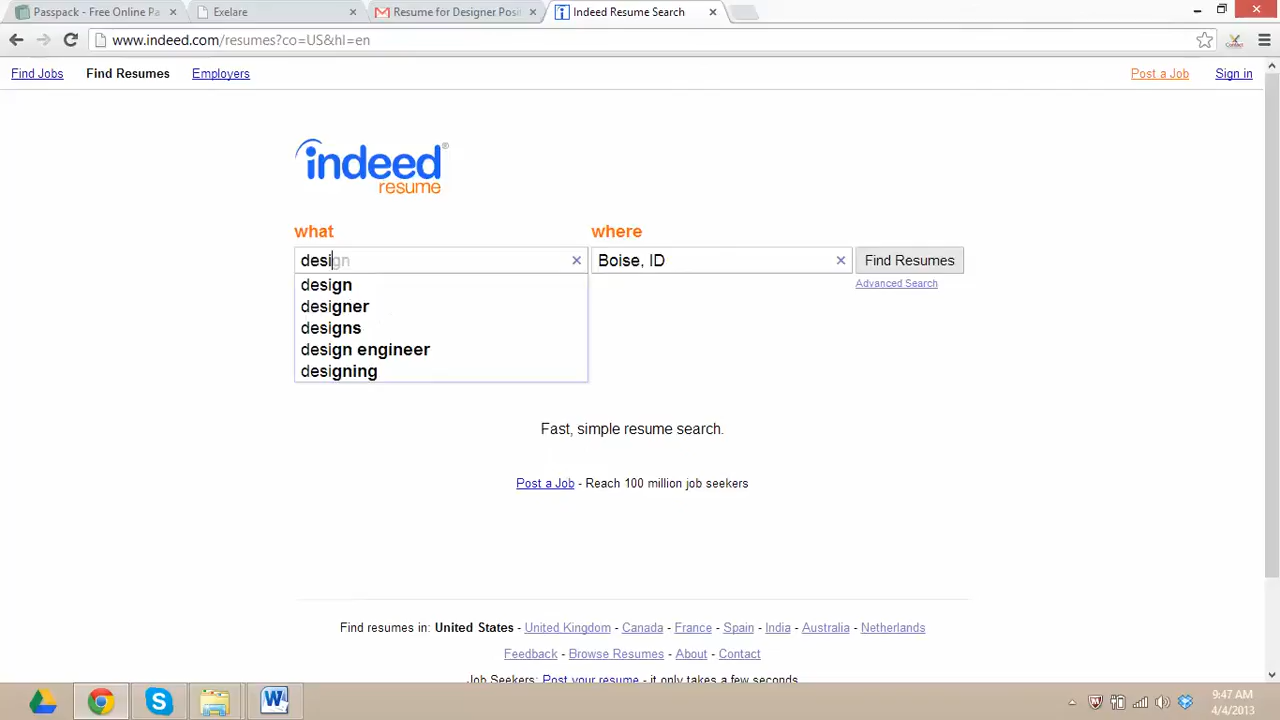 Passpack - Free Online Pa
Exelare
Resume for Designer Posi
Indeed Resume Search
www.indeed.com/resumes?co=US&hl=en
Find Jobs Find Resumes Employers Post a Job Sign in
indeed®
resume
what where
design Boise, ID Find Resumes
Advanced Search
design
designer
designs
design engineer
designing
Fast, simple resume search.
Post a Job - Reach 100 million job seekers
Find resumes in: United States - United Kingdom - Canada - France - Spain - India - Australia - Netherlands
Feedback - Browse Resumes - About - Contact
Job Seekers: Post your resume - it only takes a few seconds
9:47 AM
4/4/2013